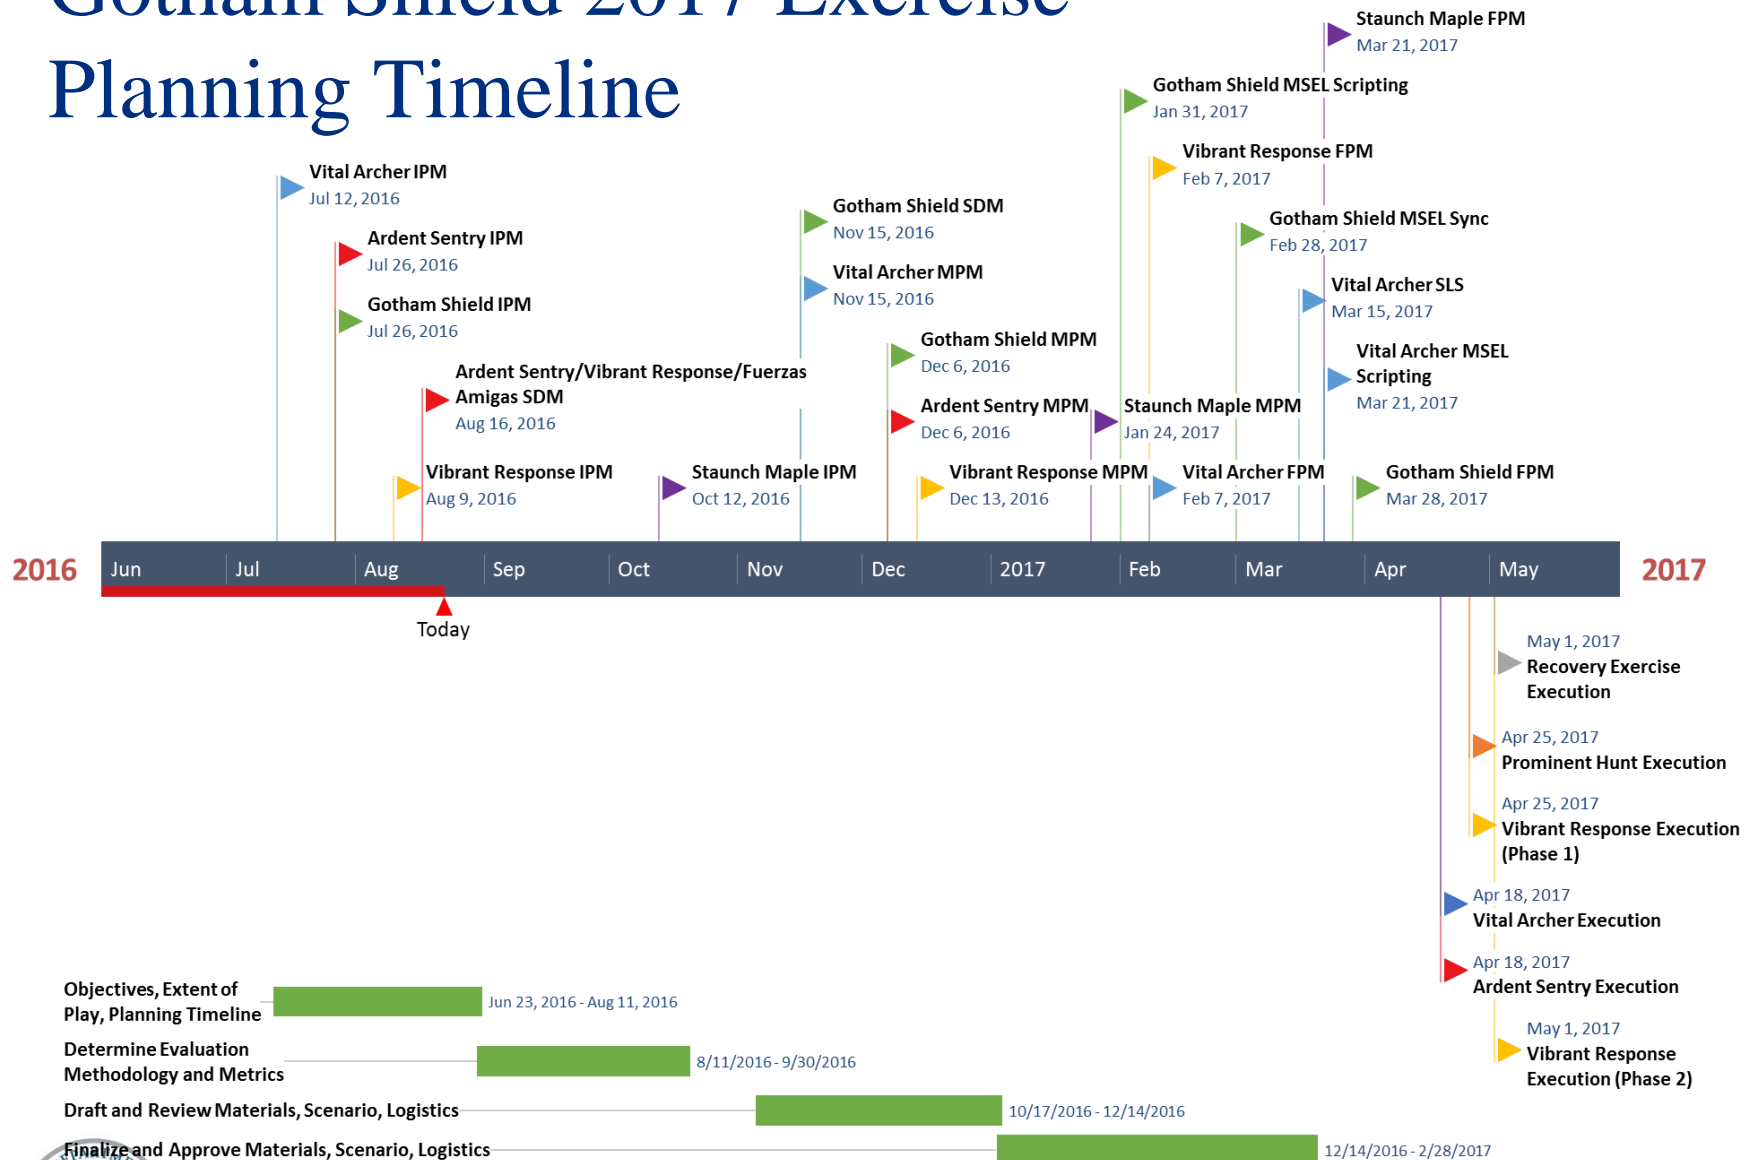 Gotham Shield 2017 Exercise
Planning Timeline
Staunch Maple FPM
Mar 21, 2017
Gotham Shield MSEL Scripting
Jan 31, 2017
Vibrant Response FPM
Feb 7, 2017
Vital Archer IPM
Jul 12, 2016
Gotham Shield SDM
Nov 15, 2016
Gotham Shield MSEL Sync
Feb 28, 2017
Ardent Sentry IPM
Jul 26, 2016
Vital Archer MPM
Nov 15, 2016
Vital Archer SLS
Mar 15, 2017
Gotham Shield IPM
Jul 26, 2016
Gotham Shield MPM
Dec 6, 2016
Vital Archer MSEL
Scripting
Mar 21, 2017
Ardent Sentry/Vibrant Response/Fuerzas
Amigas SDM
Aug 16, 2016
Ardent Sentry MPM
Dec 6, 2016
Staunch Maple MPM
Jan 24, 2017
Vibrant Response IPM
Aug 9, 2016
Staunch Maple IPM
Oct 12, 2016
Vibrant Response MPM
Dec 13, 2016
Vital Archer FPM
Feb 7, 2017
Gotham Shield FPM
Mar 28, 2017
2016 Jun Jul Aug Sep Oct Nov Dec 2017 Feb Mar Apr May 2017
Today
May 1, 2017
Recovery Exercise
Execution
Apr 25, 2017
Prominent Hunt Execution
Apr 25, 2017
Vibrant Response Execution
(Phase 1)
Apr 18, 2017
Vital Archer Execution
Apr 18, 2017
Ardent Sentry Execution
May 1, 2017
Vibrant Response
Execution (Phase 2)
Objectives, Extent of
Play, Planning Timeline
Jun 23, 2016 - Aug 11, 2016
Determine Evaluation
Methodology and Metrics
8/11/2016 - 9/30/2016
Draft and Review Materials, Scenario, Logistics
10/17/2016 - 12/14/2016
Finalize and Approve Materials, Scenario, Logistics
12/14/2016 - 2/28/2017